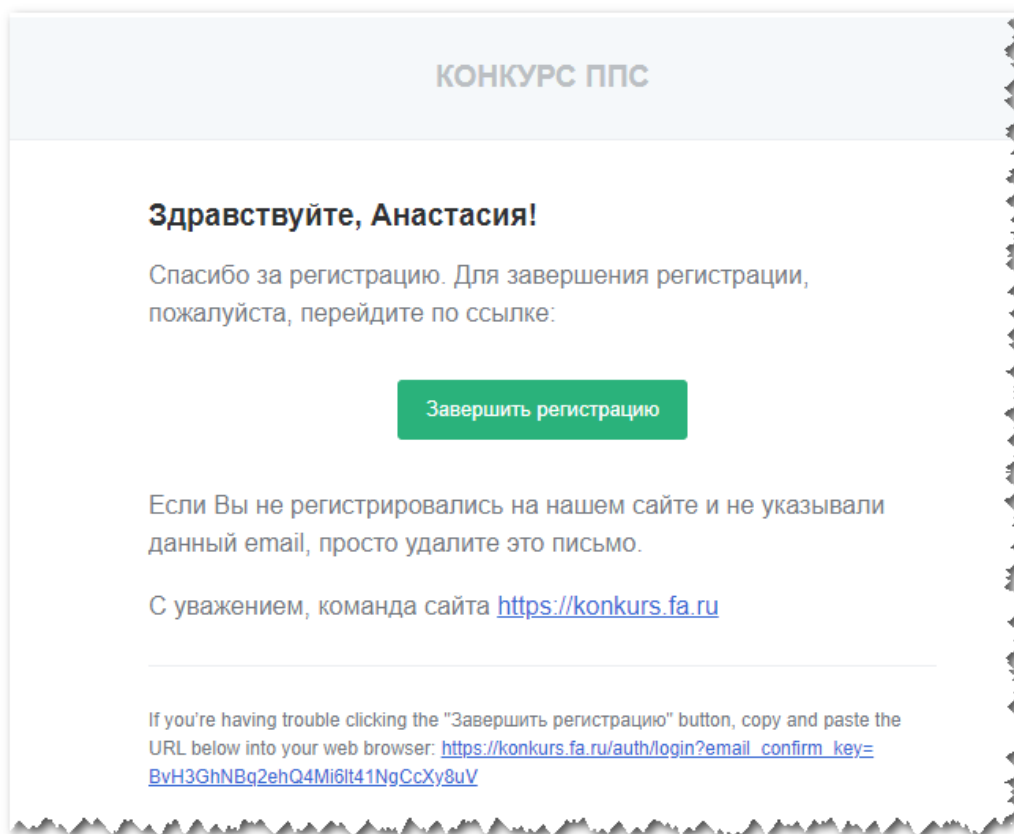 КОНКУРС ППС
Здравствуйте, Анастасия!
Спасибо за регистрацию. Для завершения регистрации,
пожалуйста, перейдите по ссылке:
Завершить регистрацию
Если Вы не регистрировались на нашем сайте и не указывали
данный email, просто удалите это письмо.
С уважением, команда сайта https://konkurs.fa.ru
If you're having trouble clicking the "Завершить регистрацию" button, copy and paste the
URL below into your web browser: https://konkurs.fa.ru/auth/login?email_confirm_key=
BvH3GhNBq2ehQ4Mi6lt41NgCcXy8uV